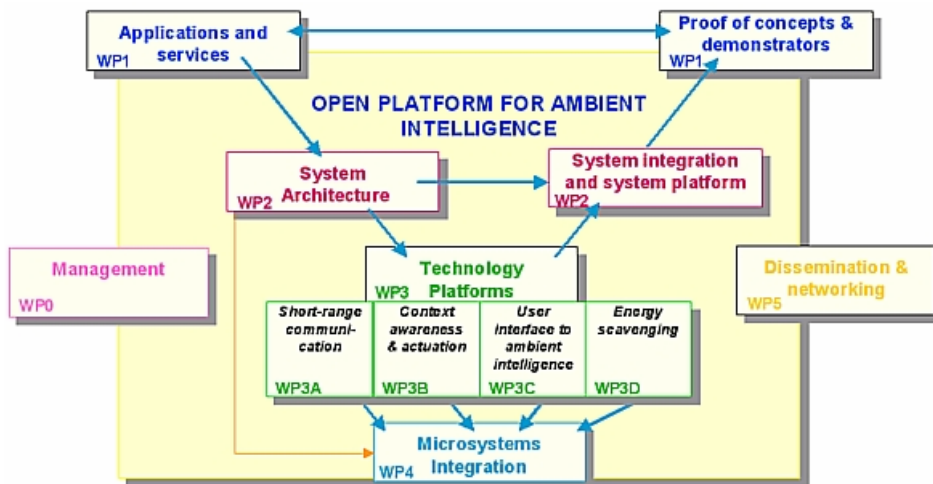 Applications and
services
WP1
Proof of concepts &
demonstrators
WP1
OPEN PLATFORM FOR AMBIENT
INTELLIGENCE
System
Architecture
WP2
System integration
and system platform
WP2
Management
WP0
Technology
Platforms
WP3
Dissemination &
networking
WP5
Short-range
communi-
cation
WP3A
Context
awareness
& actuation
WP3B
User
interface to
ambient
intelligence
WP3C
Energy
scavenging
WP3D
Microsystems
Integration
WP4